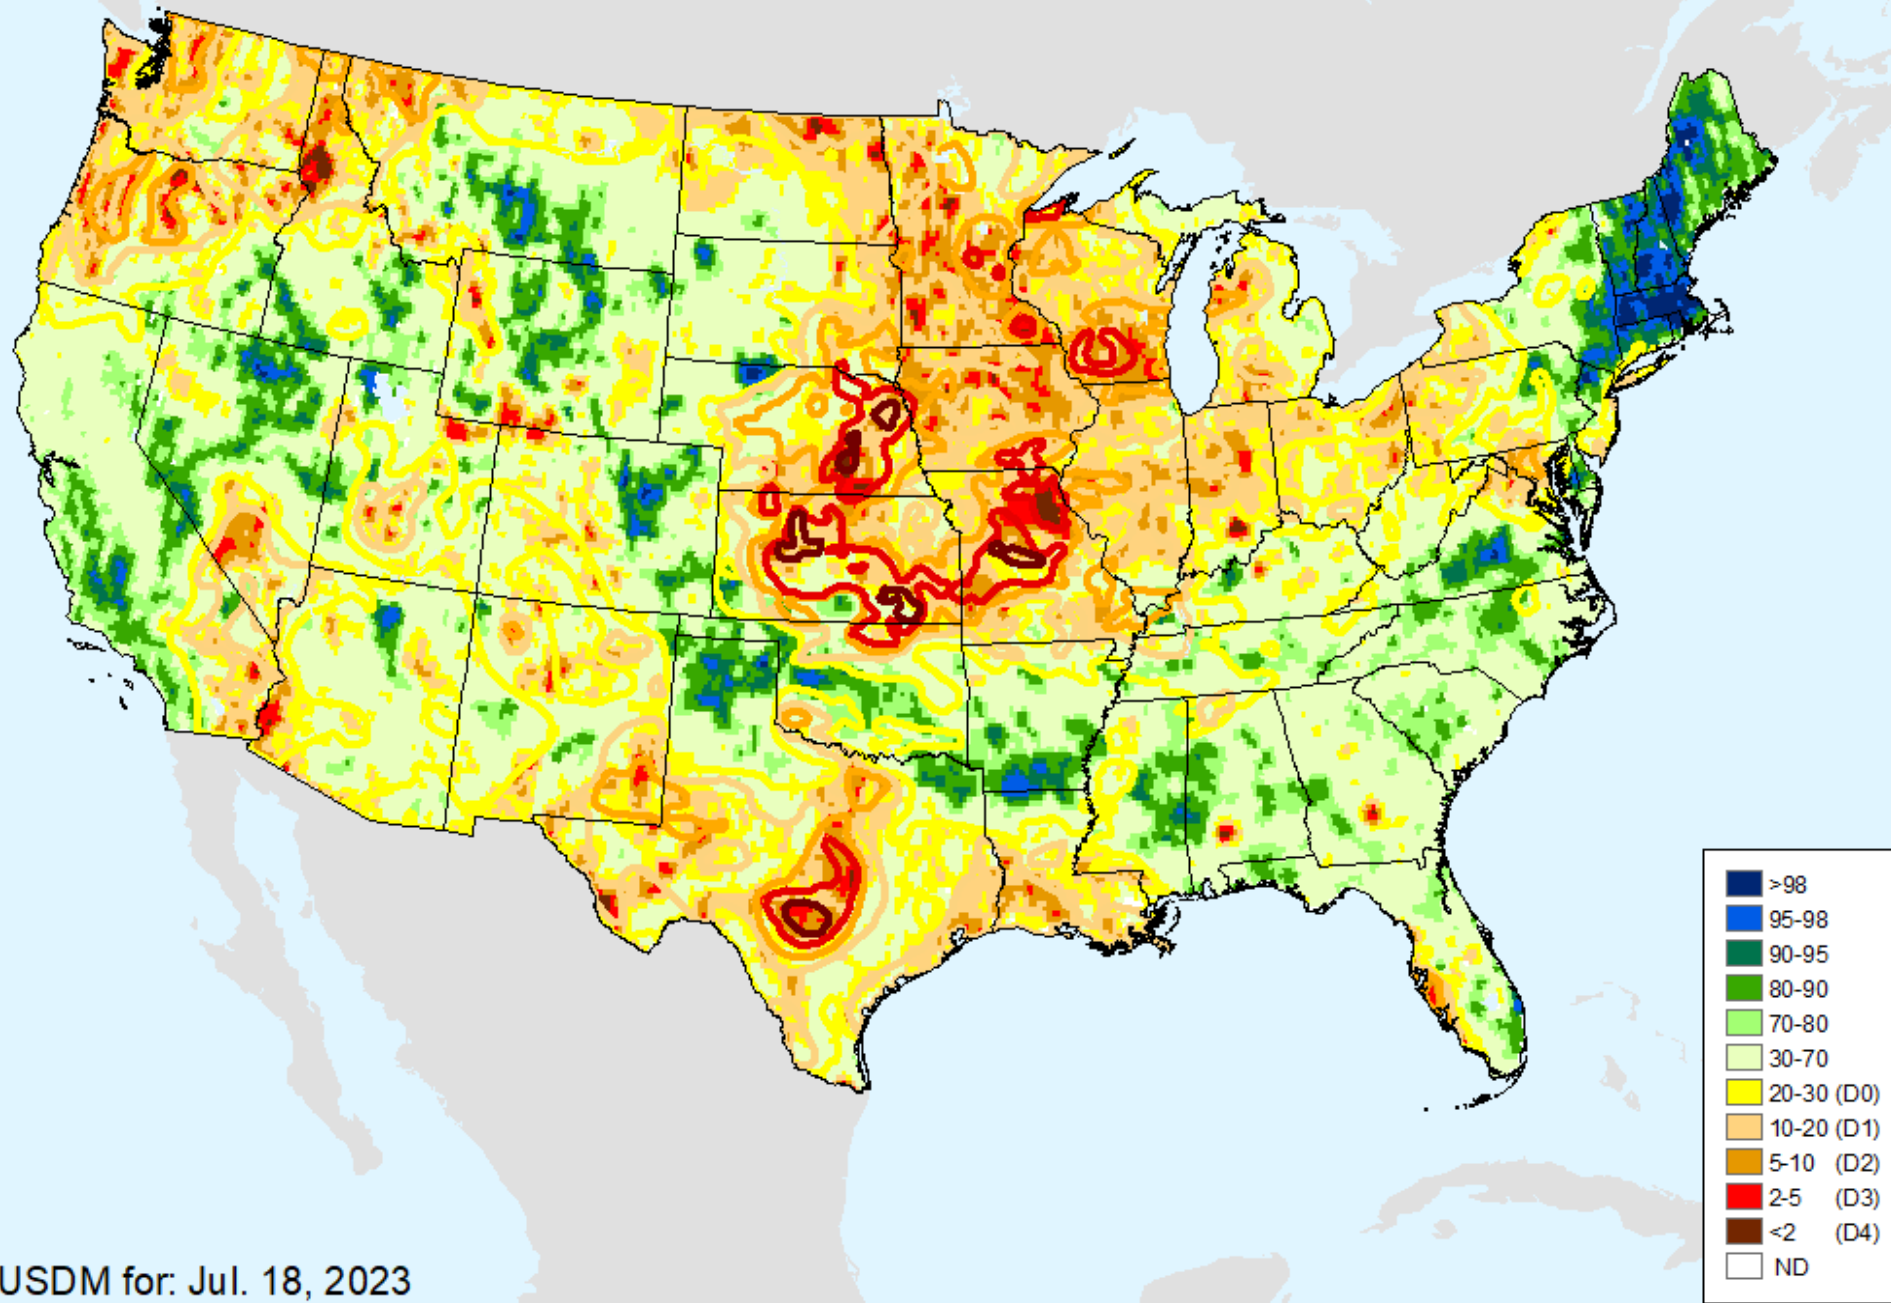 >98
95-98
90-95
80-90
70-80
30-70
20-30 (D0)
10-20 (D1)
5-10 (D2)
2-5 (D3)
<2 (D4)
ND
USDM for: Jul. 18, 2023